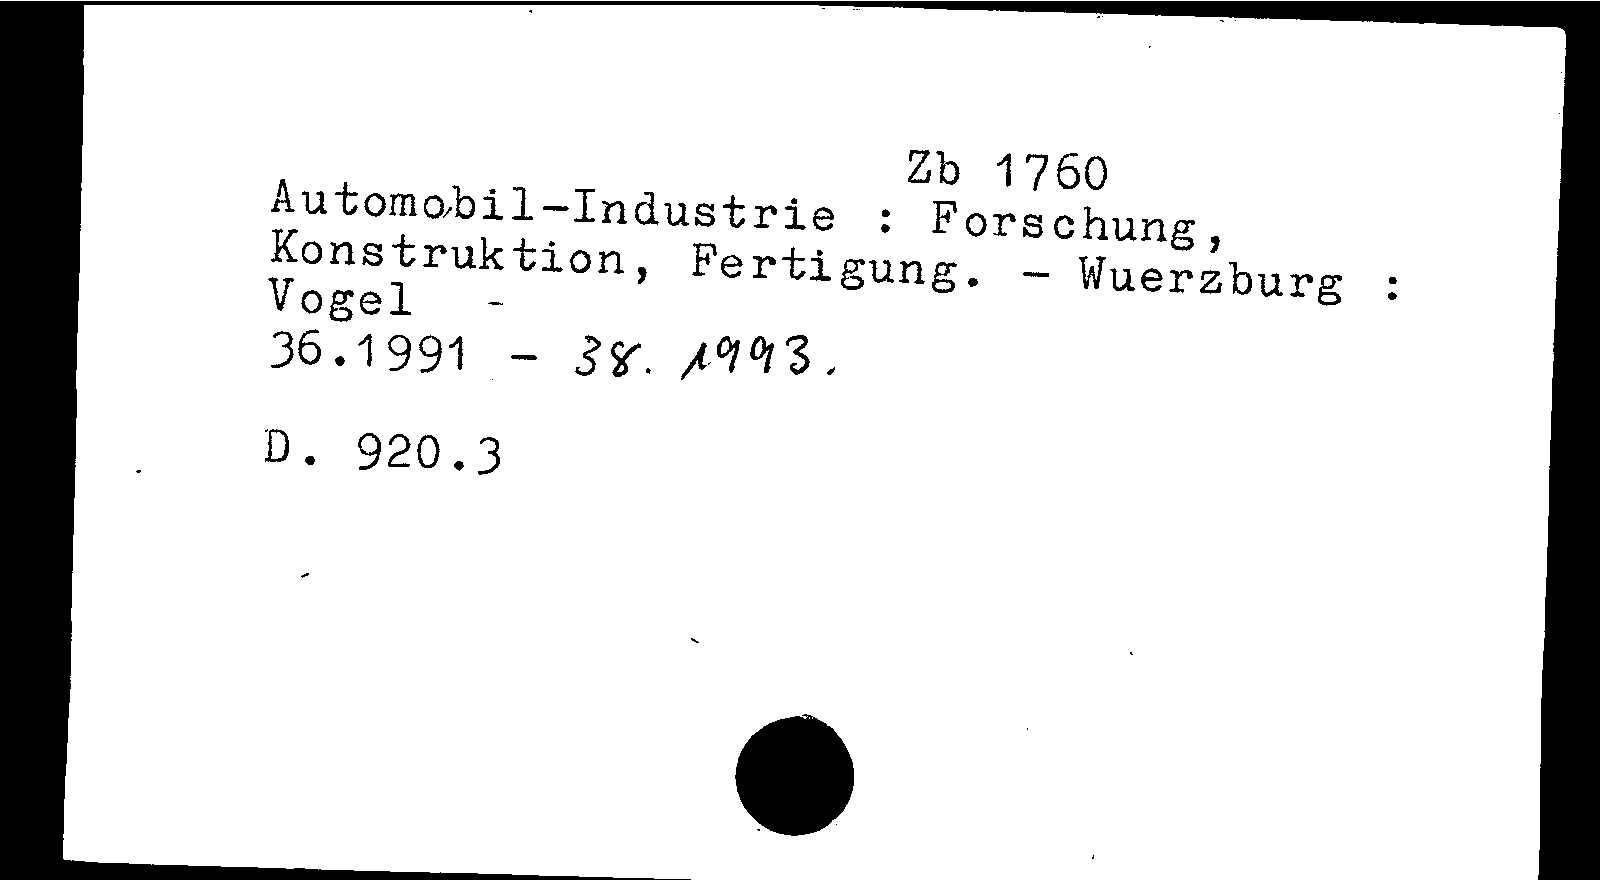 Zb 1760
Automobil-Industrie : Forschung,
Konstruktion, Fertigung. - Wuerzburg :
Vogel -
36.1991 - 38. 1993.
D. 920.3